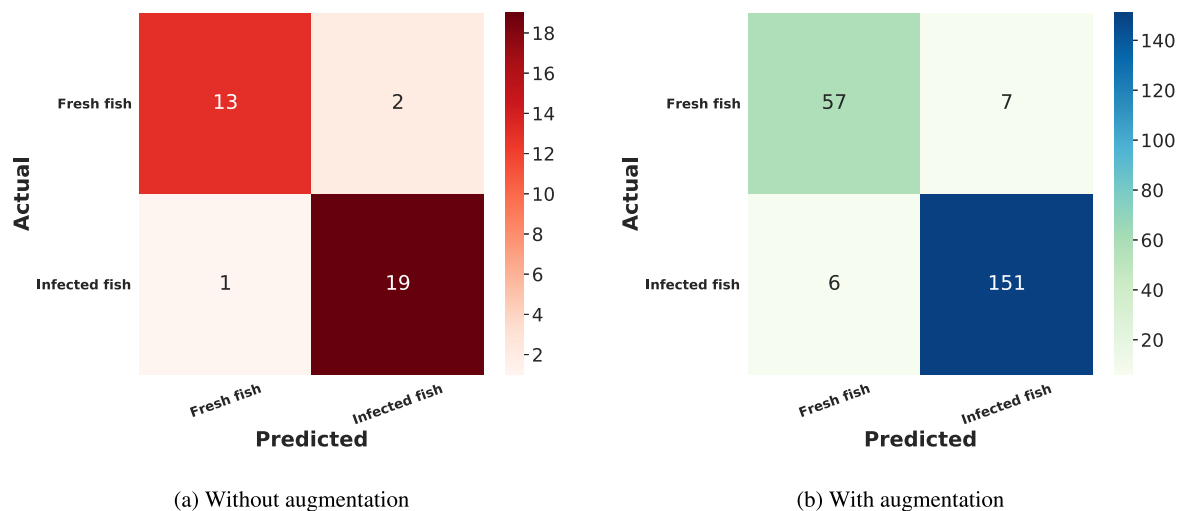 Actual
Fresh fish
Infected fish
13
2
1
19
18
16
14
12
10
8
6
4
2
Fresh fish
Infected fish
Predicted
(a) Without augmentation
Actual
Fresh fish
Infected fish
57
7
6
151
140
120
100
80
60
40
20
Fresh fish
Infected fish
Predicted
(b) With augmentation